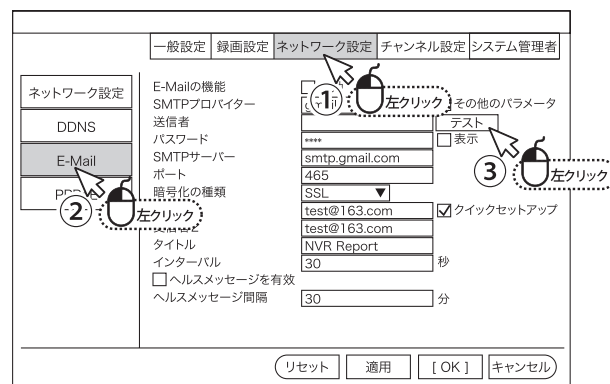 一般設定 録画設定 ネットワーク設定 チャンネル設定 システム管理者
ネットワーク設定
DDNS
E-Mail
E-Mailの機能
SMTPプロバイダー その他のパラメータ
送信者 テスト
パスワード **** 表示
SMTPサーバー smtp.gmail.com
ポート 465
暗号化の種類 SSL ▼
test@163.com クイックセットアップ
test@163.com
タイトル NVR Report
インターバル 30 秒
ヘルスメッセージを有効
ヘルスメッセージ間隔 30 分
① 左クリック
② 左クリック
③ 左クリック
リセット 適用 [ OK ] キャンセル